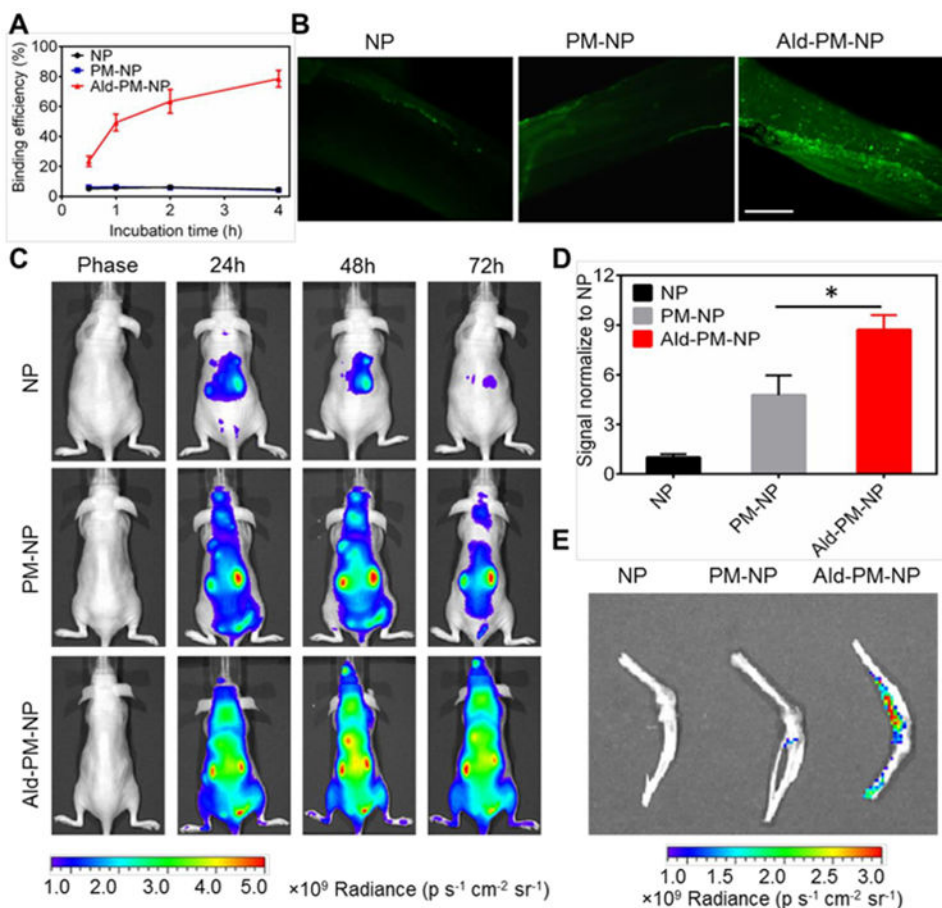 A
Binding efficiency (%)
100
80
60
40
20
0
NP
PM-NP
Ald-PM-NP
0 1 2 3 4
Incubation time (h)
B
NP PM-NP Ald-PM-NP
C
Phase 24h 48h 72h
NP
PM-NP
Ald-PM-NP
1.0 2.0 3.0 4.0 5.0 ×10⁹ Radiance (p s⁻¹ cm⁻² sr⁻¹)
D
Signal normalize to NP
12
9
6
3
0
NP
PM-NP
Ald-PM-NP
*
NP PM-NP Ald-PM-NP
E
NP PM-NP Ald-PM-NP
1.0 1.5 2.0 2.5 3.0
×10⁹ Radiance (p s⁻¹ cm⁻² sr⁻¹)